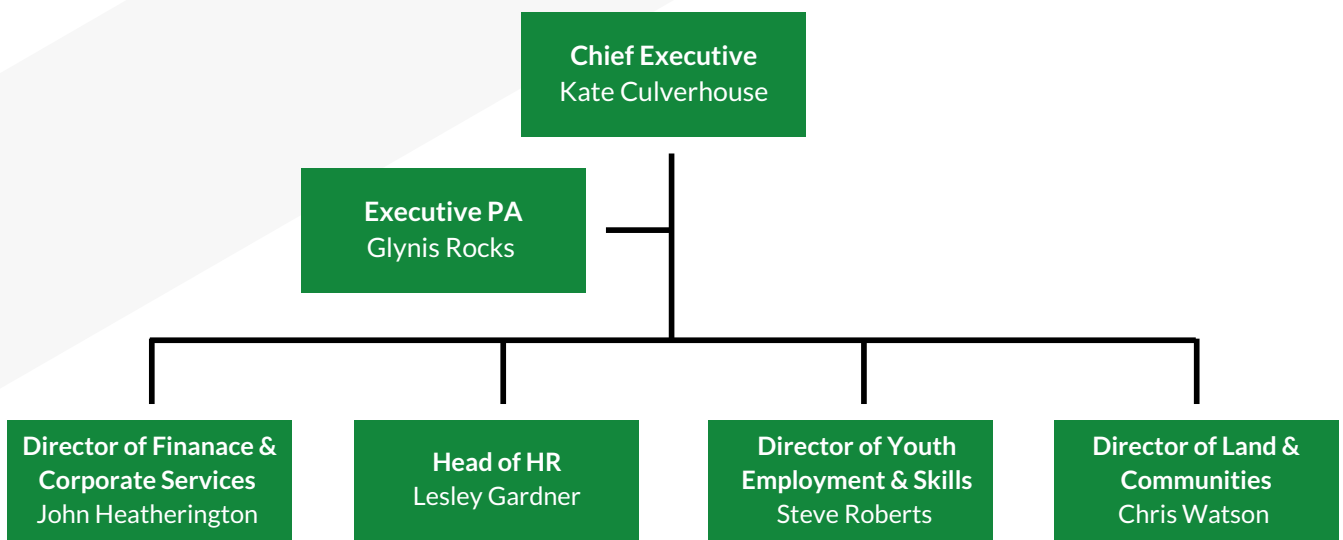 Chief Executive
Kate Culverhouse
Executive PA
Glynis Rocks
Director of Finanace &
Corporate Services
John Heatherington
Head of HR
Lesley Gardner
Director of Youth
Employment & Skills
Steve Roberts
Director of Land &
Communities
Chris Watson